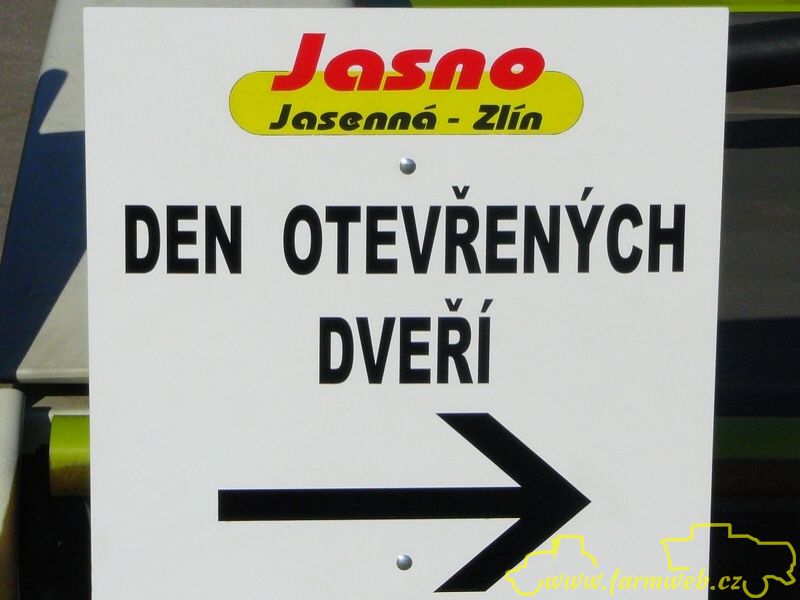 Jasno
Jasenná - Zlín
DEN OTEVŘENÝCH
DVEŘÍ
www.farmweb.cz